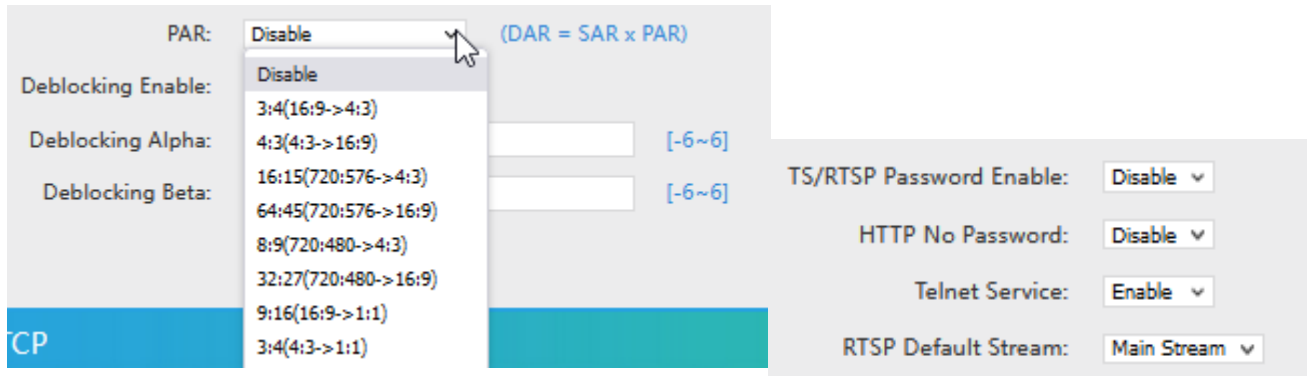 PAR: Disable (DAR = SAR x PAR)
Disable
Deblocking Enable:
3:4(16:9->4:3)
4:3(4:3->16:9)
Deblocking Alpha: [-6~6]
16:15(720:576->4:3)
Deblocking Beta: [-6~6]
64:45(720:576->16:9)
8:9(720:480->4:3)
32:27(720:480->16:9)
9:16(16:9->1:1)
3:4(4:3->1:1)
TCP
TS/RTSP Password Enable: Disable
HTTP No Password: Disable
Telnet Service: Enable
RTSP Default Stream: Main Stream